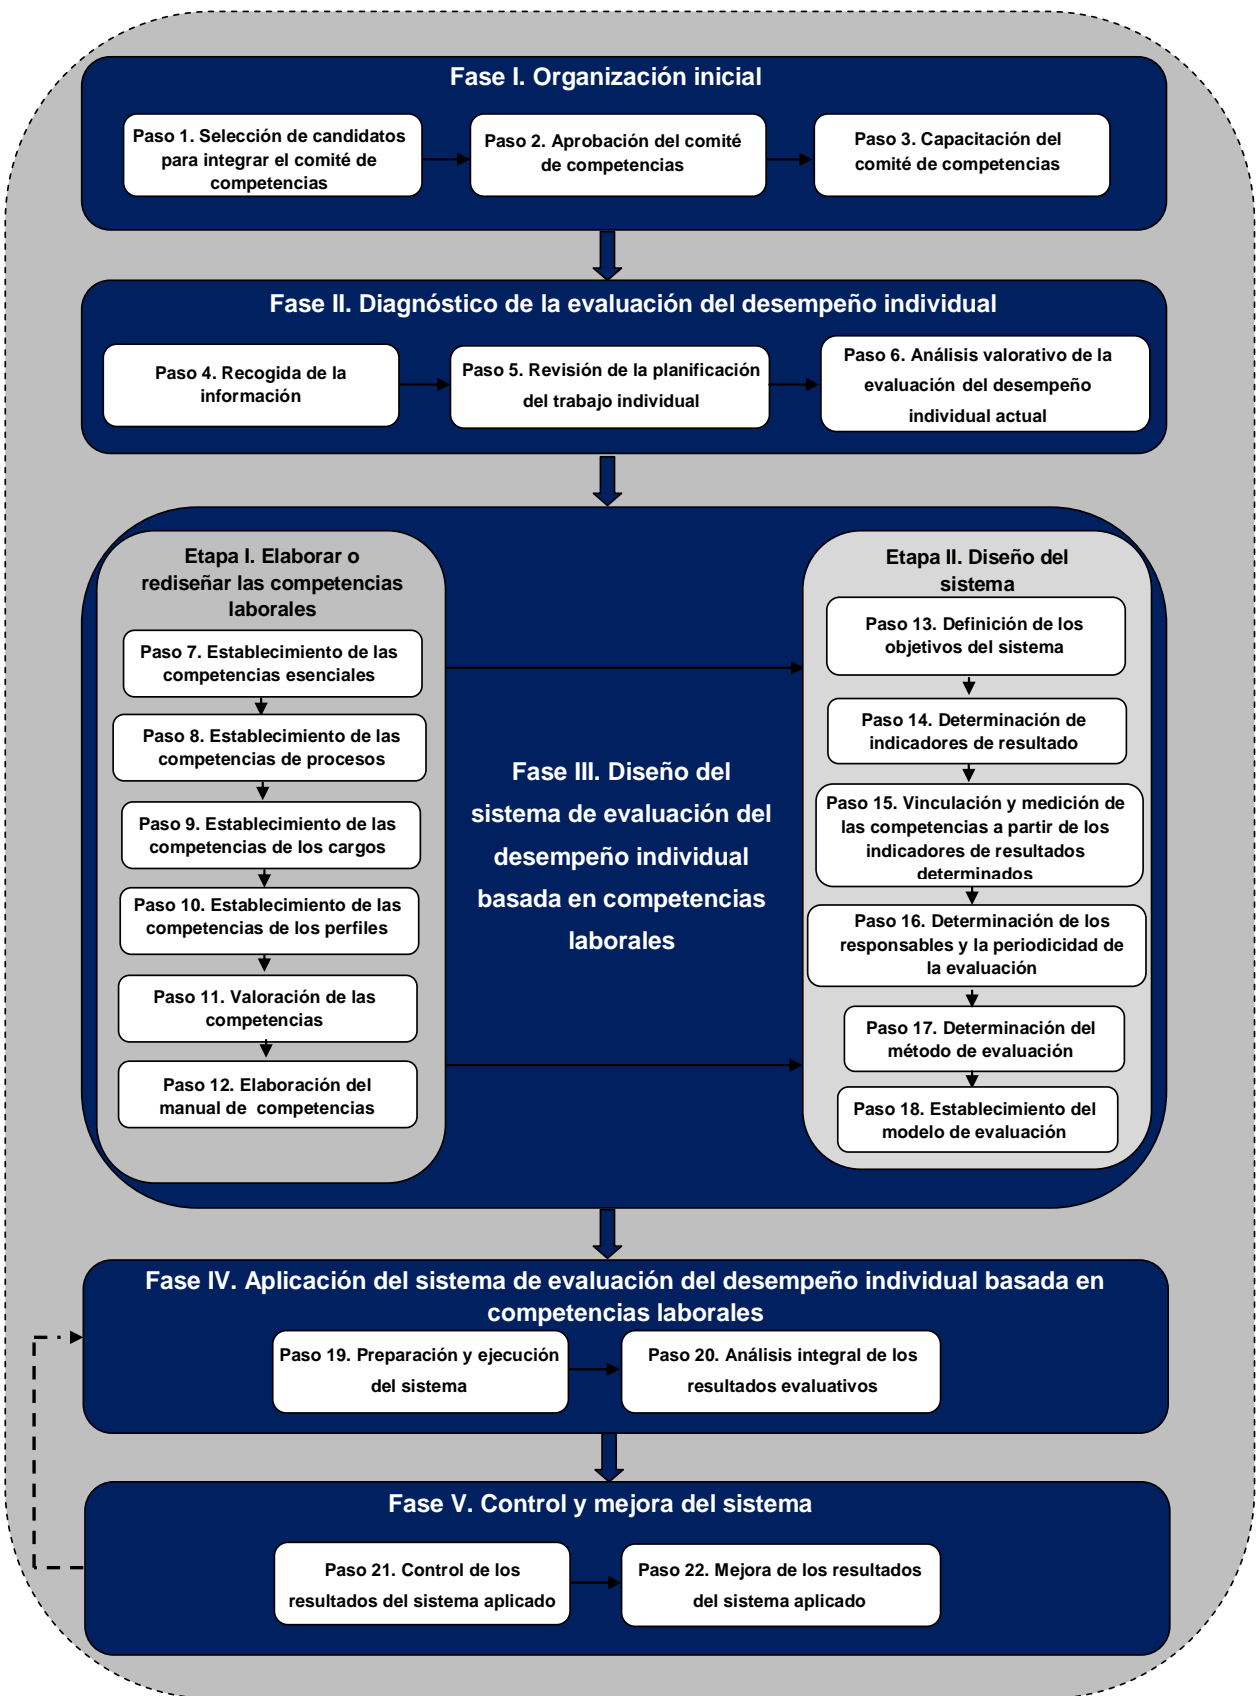 Fase I. Organización inicial
Paso 1. Selección de candidatos
para integrar el comité de
competencias
Paso 2. Aprobación del comité
de competencias
Paso 3. Capacitación del
comité de competencias
Fase II. Diagnóstico de la evaluación del desempeño individual
Paso 4. Recogida de la
información
Paso 5. Revisión de la planificación
del trabajo individual
Paso 6. Análisis valorativo de la
evaluación del desempeño
individual actual
Etapa I. Elaborar o
rediseñar las competencias
laborales
Paso 7. Establecimiento de las
competencias esenciales
Paso 8. Establecimiento de las
competencias de procesos
Paso 9. Establecimiento de las
competencias de los cargos
Paso 10. Establecimiento de las
competencias de los perfiles
Paso 11. Valoración de las
competencias
Paso 12. Elaboración del
manual de competencias
Fase III. Diseño del
sistema de evaluación del
desempeño individual
basada en competencias
laborales
Etapa II. Diseño del
sistema
Paso 13. Definición de los
objetivos del sistema
Paso 14. Determinación de
indicadores de resultado
Paso 15. Vinculación y medición de
las competencias a partir de los
indicadores de resultados
determinados
Paso 16. Determinación de los
responsables y la periodicidad de
la evaluación
Paso 17. Determinación del
método de evaluación
Paso 18. Establecimiento del
modelo de evaluación
Fase IV. Aplicación del sistema de evaluación del desempeño individual basada en
competencias laborales
Paso 19. Preparación y ejecución
del sistema
Paso 20. Análisis integral de los
resultados evaluativos
Fase V. Control y mejora del sistema
Paso 21. Control de los
resultados del sistema aplicado
Paso 22. Mejora de los resultados
del sistema aplicado